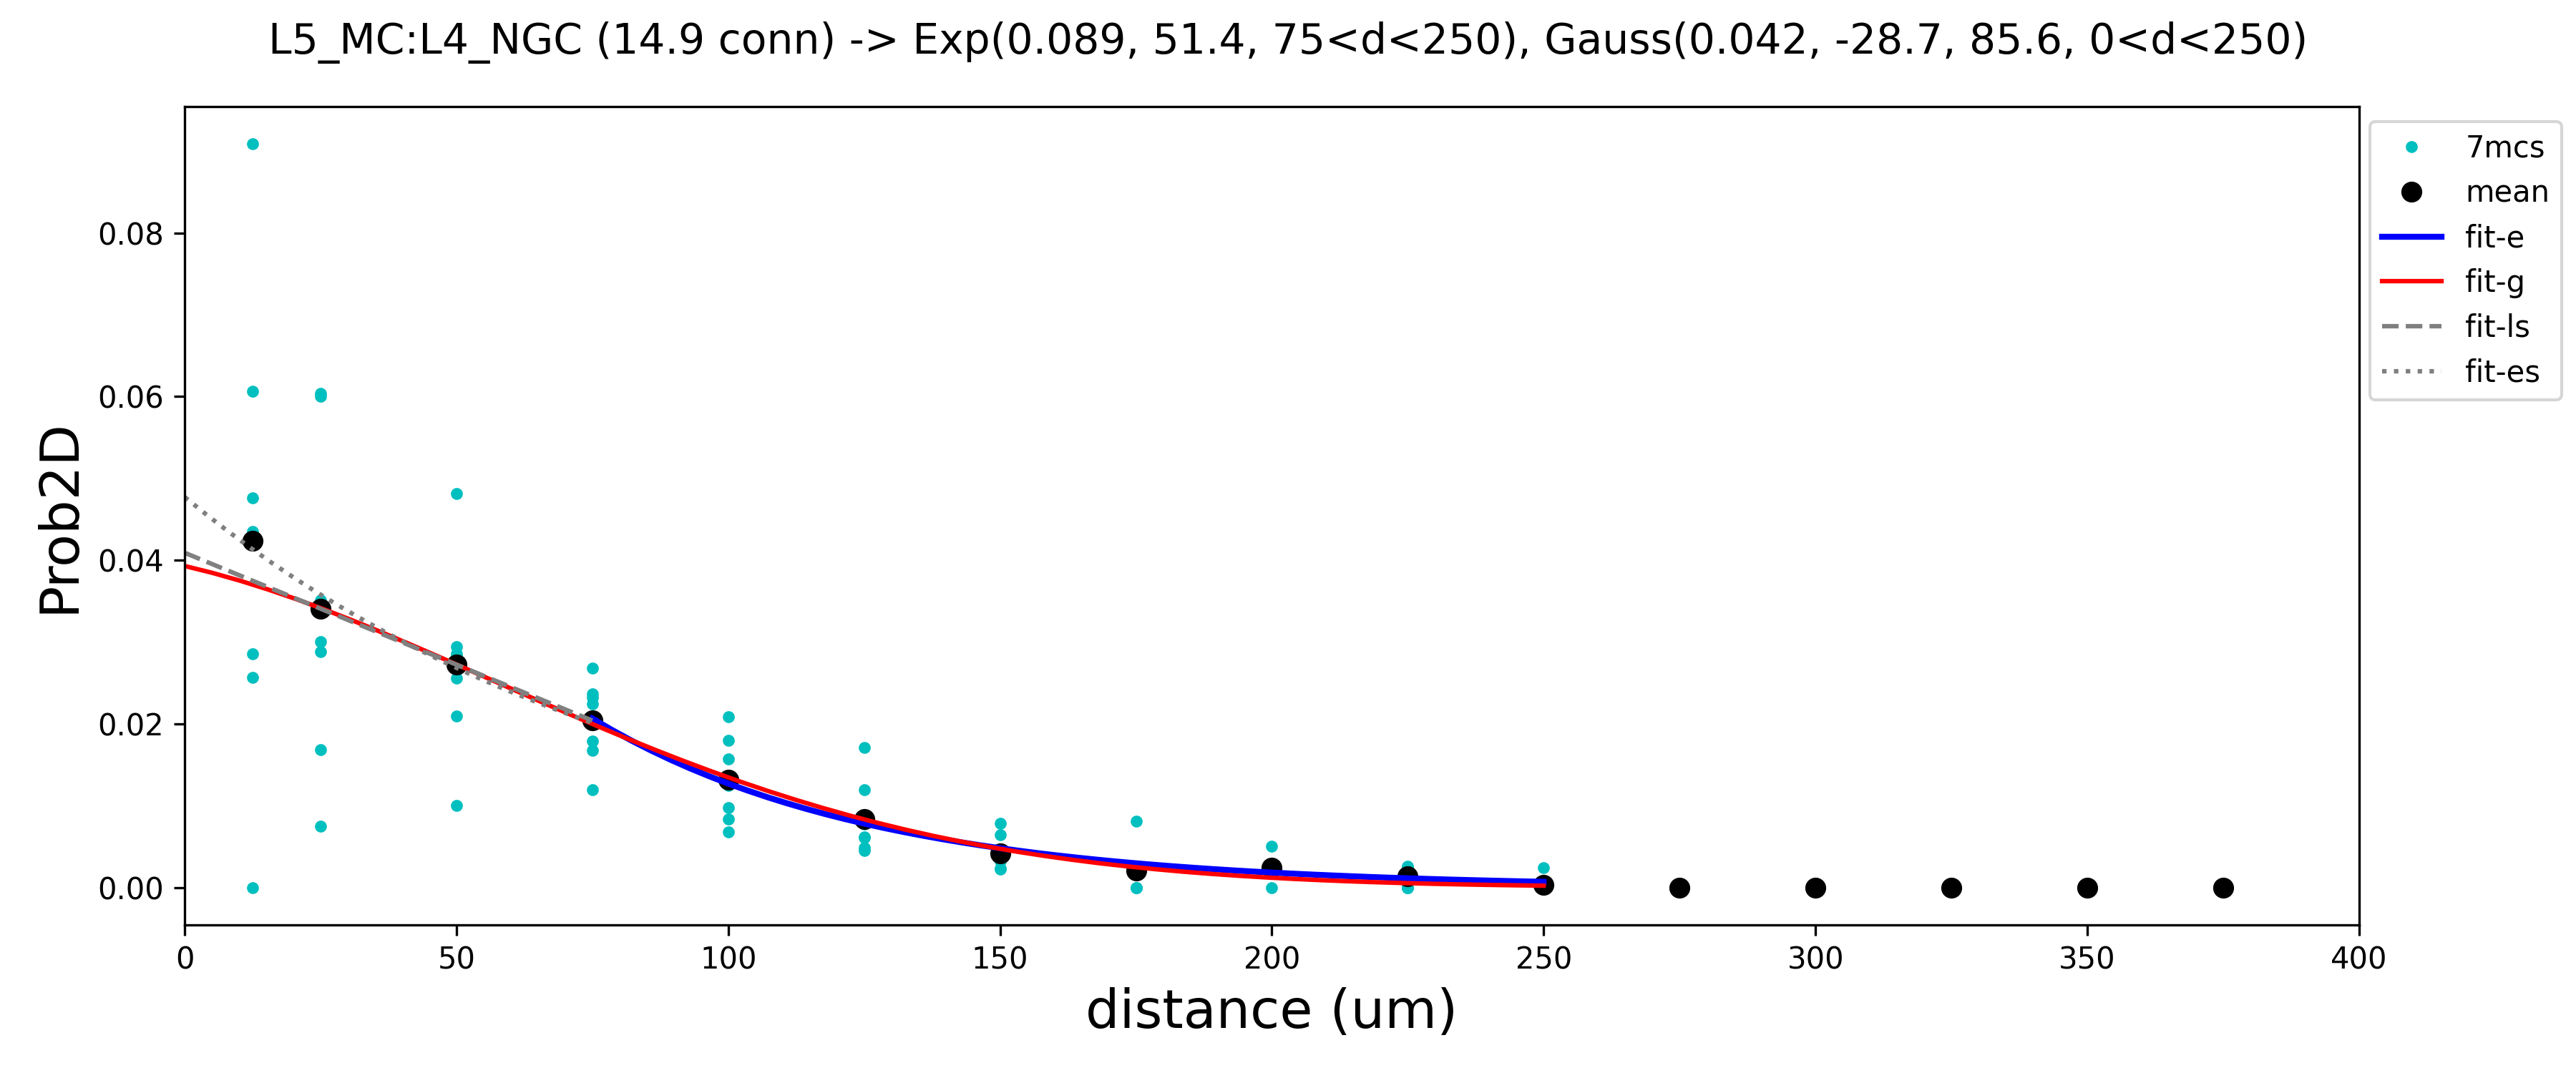 L5_MC:L4_NGC (14.9 conn) -> Exp(0.089, 51.4, 75<d<250), Gauss(0.042, -28.7, 85.6, 0<d<250)
7mcs
mean
fit-e
fit-g
fit-ls
fit-es
Prob2D
0.08
0.06
0.04
0.02
0.00
0 50 100 150 200 250 300 350 400
distance (um)